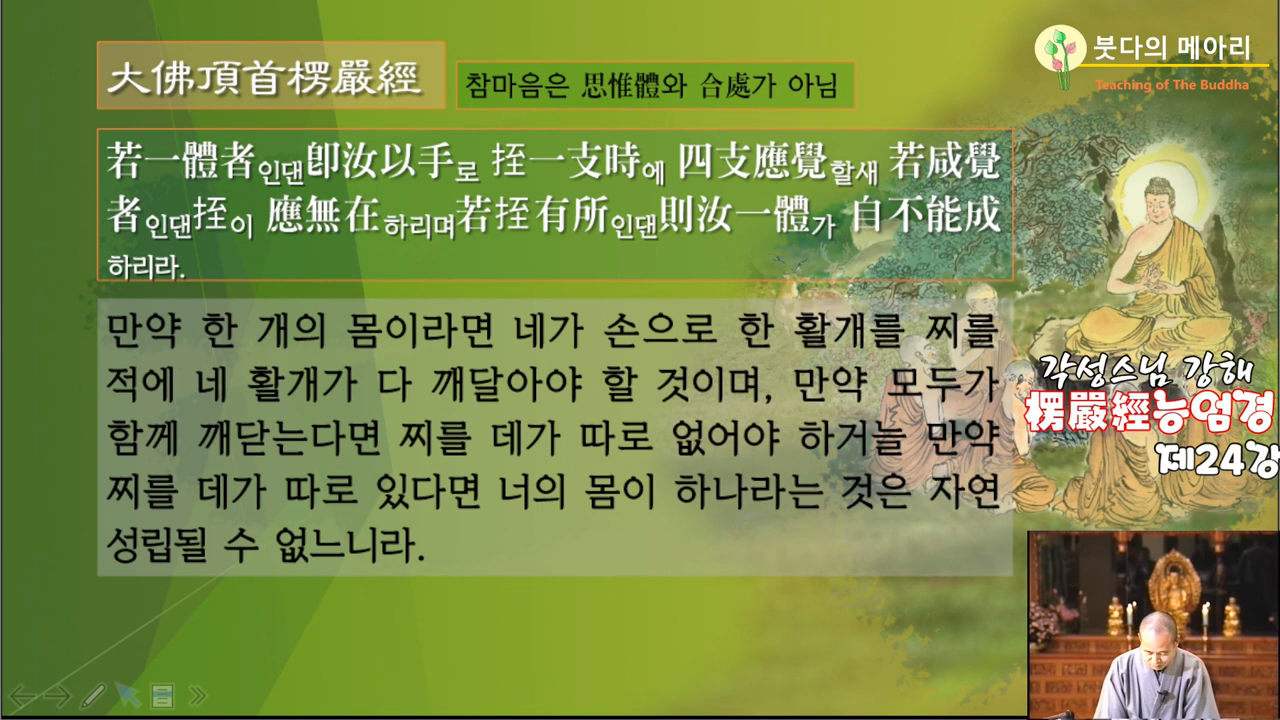 大佛頂首楞嚴經
참마음은 思惟體와 合處가 아님
붓다의 메아리
Teaching of The Buddha
若一體者인댄卽汝以手로 挃一支時에 四支應覺할새 若咸覺
者인댄挃이 應無在하리며若挃有所인댄則汝一體가 自不能成
하리라.
만약 한 개의 몸이라면 네가 손으로 한 활개를 찌를
적에 네 활개가 다 깨달아야 할 것이며, 만약 모두가
함께 깨닫는다면 찌를 데가 따로 없어야 하거늘 만약
찌를 데가 따로 있다면 너의 몸이 하나라는 것은 자연
성립될 수 없느니라.
각성스님 강해
楞嚴經능엄경
제24강